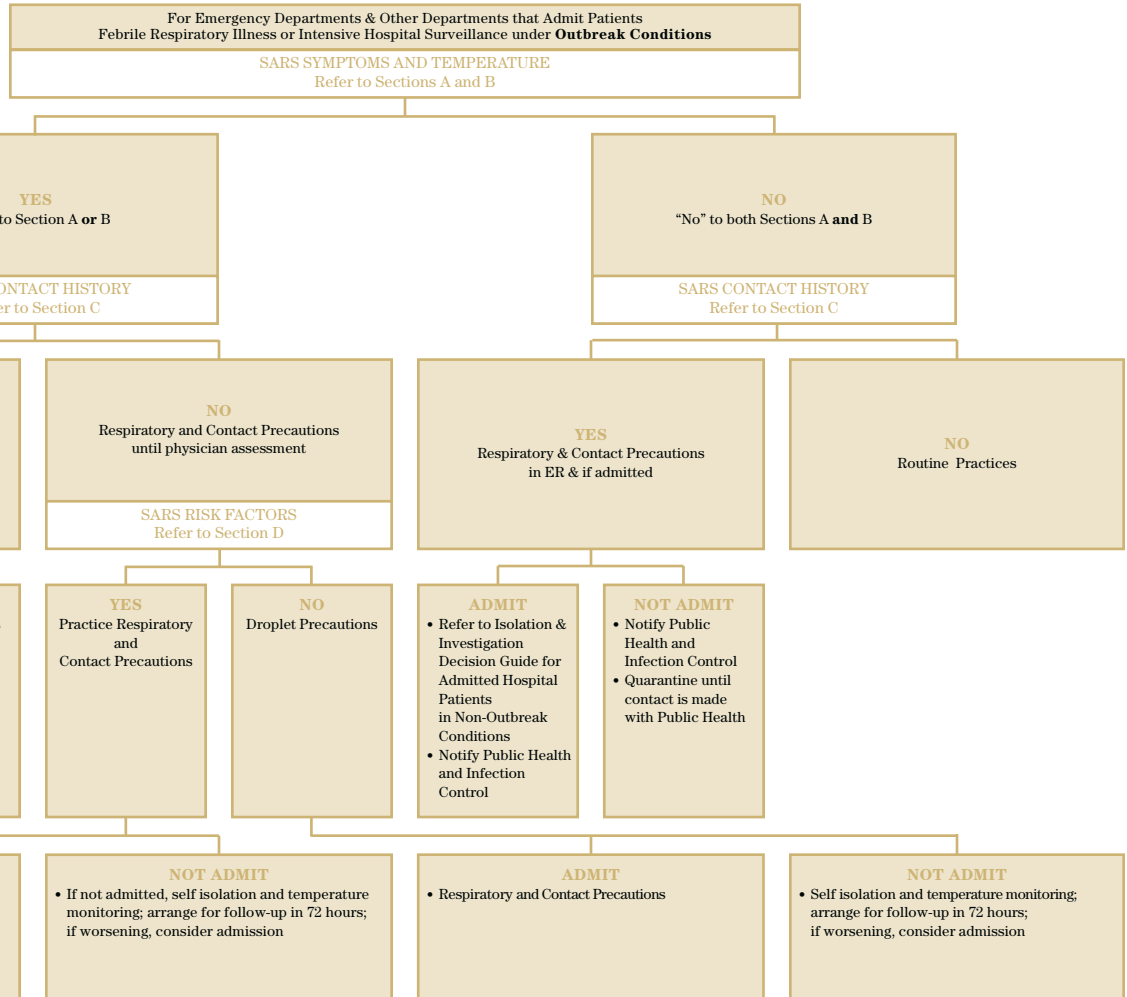 For Emergency Departments & Other Departments that Admit Patients
Febrile Respiratory Illness or Intensive Hospital Surveillance under Outbreak Conditions
SARS SYMPTOMS AND TEMPERATURE
Refer to Sections A and B
YES
to Section A or B
CONTACT HISTORY
to Section C
NO
“No” to both Sections A and B
SARS CONTACT HISTORY
Refer to Section C
NO
Respiratory and Contact Precautions
until physician assessment
SARS RISK FACTORS
Refer to Section D
YES
Respiratory & Contact Precautions
in ER & if admitted
NO
Routine Practices
YES
Practice Respiratory
and
Contact Precautions
NO
Droplet Precautions
ADMIT
• Refer to Isolation &
Investigation
Decision Guide for
Admitted Hospital
Patients
in Non-Outbreak
Conditions
• Notify Public Health
and Infection
Control
NOT ADMIT
• Notify Public
Health and
Infection Control
• Quarantine until
contact is made
with Public Health
NOT ADMIT
• If not admitted, self isolation and temperature
monitoring; arrange for follow-up in 72 hours;
if worsening, consider admission
ADMIT
• Respiratory and Contact Precautions
NOT ADMIT
• Self isolation and temperature monitoring;
arrange for follow-up in 72 hours;
if worsening, consider admission